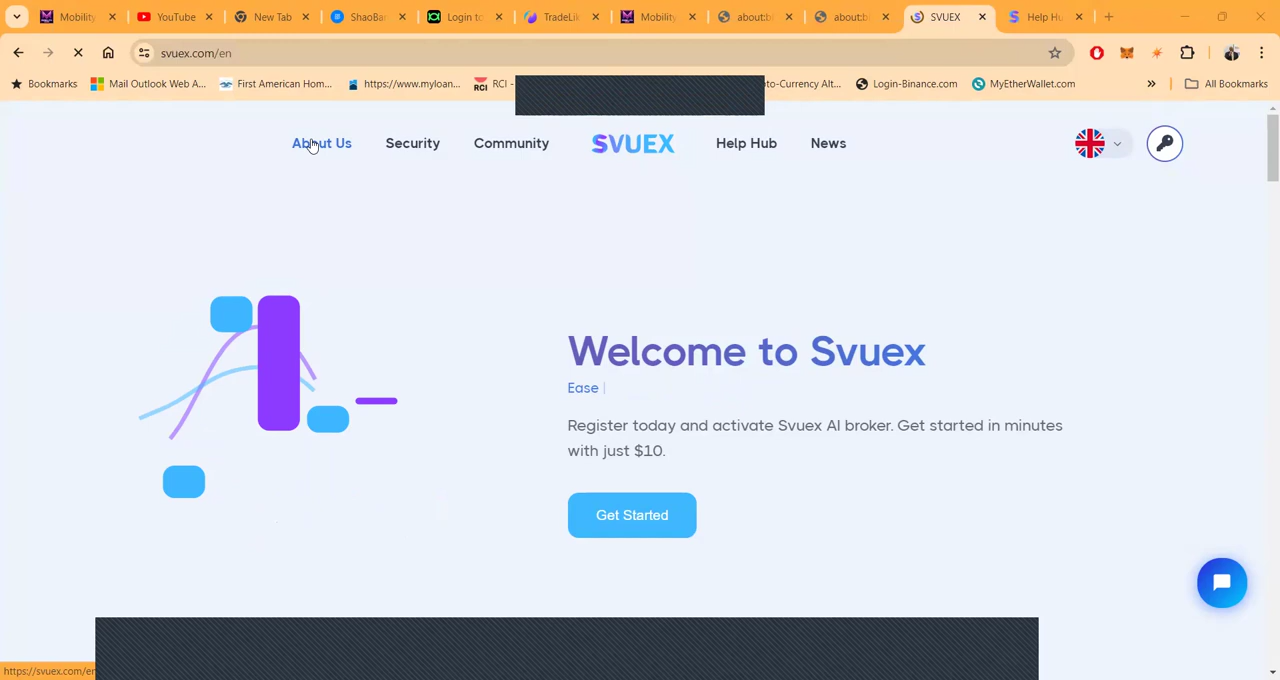 Mobility
YouTube
New Tab
ShaoBa
Login to
TradeLik
Mobility
about:bl
about:bl
SVUEX
Help Hu
svuex.com/en
Bookmarks
Mail Outlook Web A...
First American Hom...
https://www.myloan...
RCI -
to-Currency Alt...
Login-Binance.com
MyEtherWallet.com
»
All Bookmarks
About Us
Security
Community
SVUEX
Help Hub
News
Welcome to Svuex
Ease |
Register today and activate Svuex AI broker. Get started in minutes
with just $10.
Get Started
https://svuex.com/en